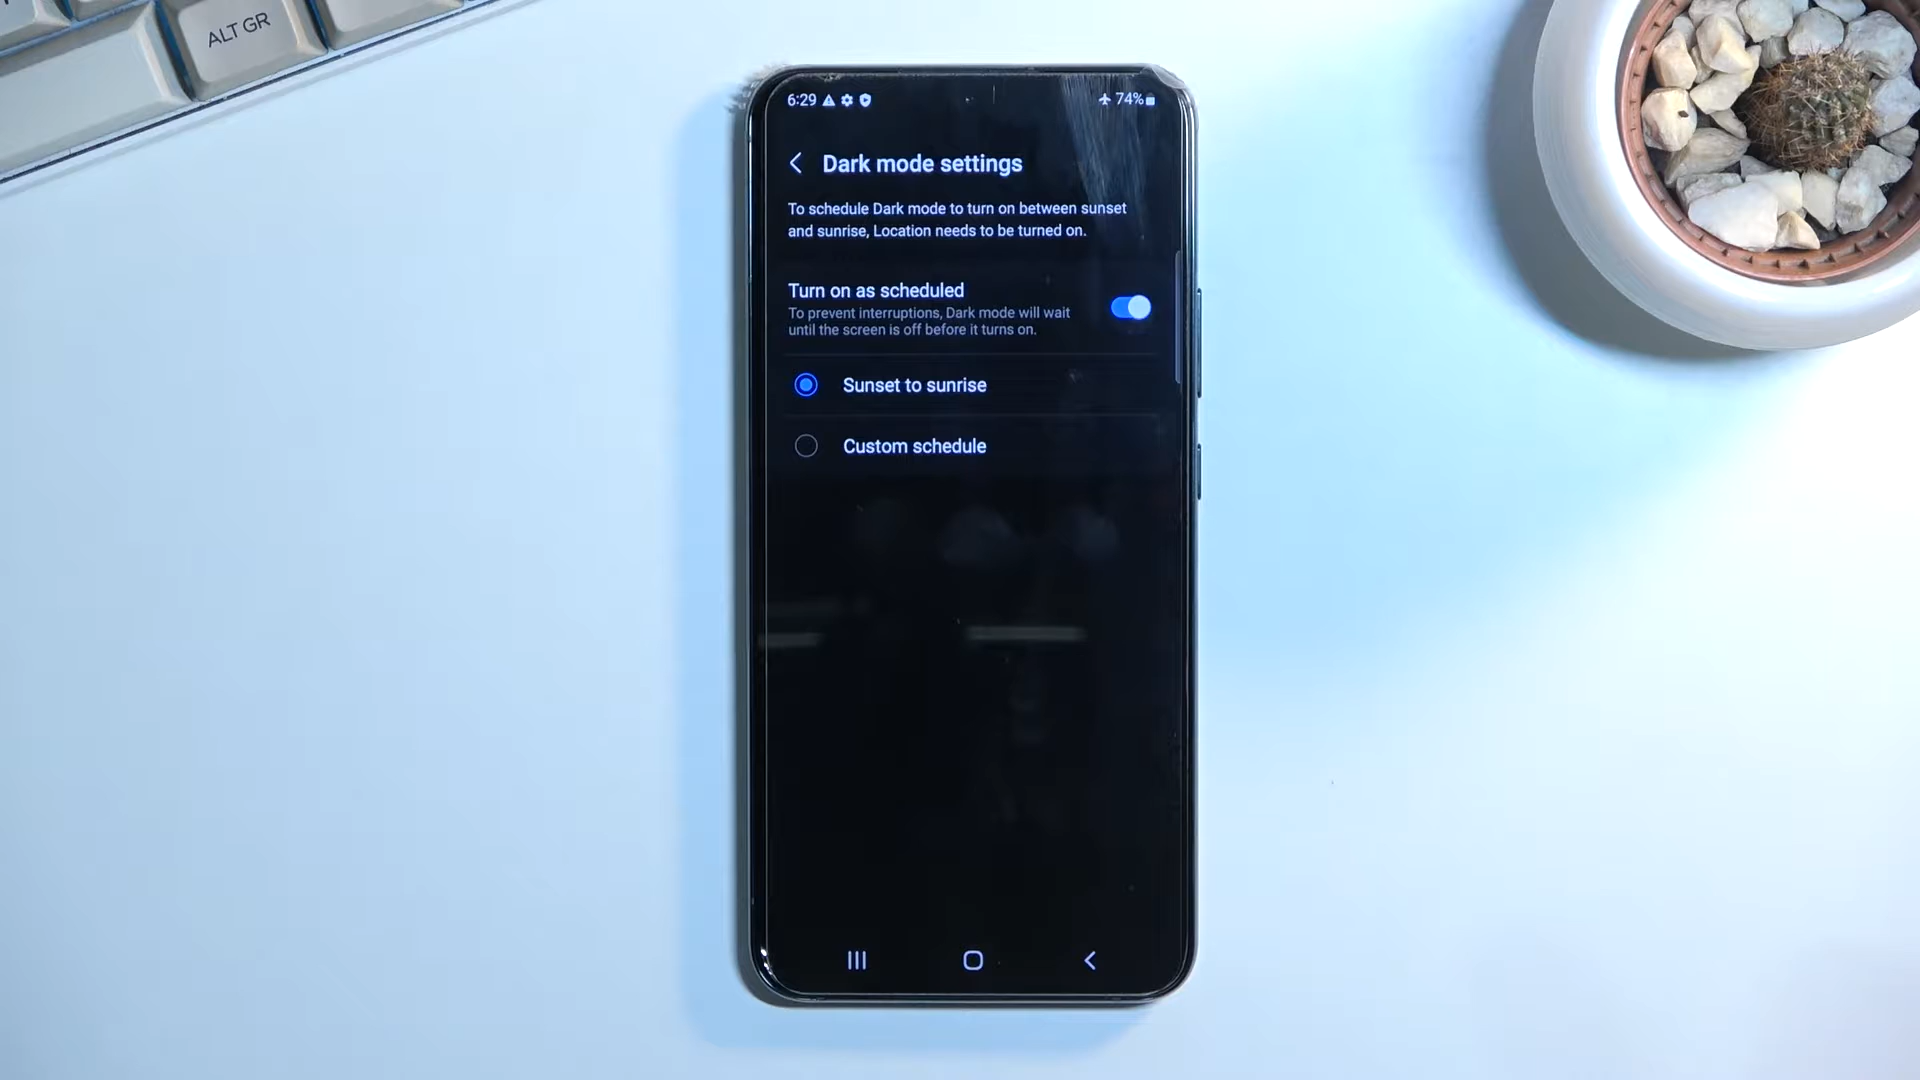 ALT GR
6:29
74%
Dark mode settings
To schedule Dark mode to turn on between sunset
and sunrise, Location needs to be turned on.
Turn on as scheduled
To prevent interruptions, Dark mode will wait
until the screen is off before it turns on.
Sunset to sunrise
Custom schedule